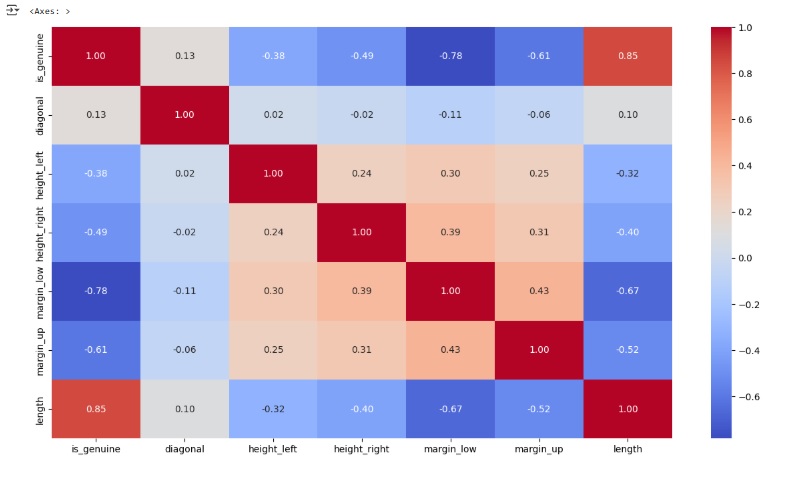 <Axes: >
is_genuine 1.00 0.13 -0.38 -0.49 -0.78 -0.61 0.85
diagonal 0.13 1.00 0.02 -0.02 -0.11 -0.06 0.10
height_left -0.38 0.02 1.00 0.24 0.30 0.25 -0.32
height_right -0.49 -0.02 0.24 1.00 0.39 0.31 -0.40
margin_low -0.78 -0.11 0.30 0.39 1.00 0.43 -0.67
margin_up -0.61 -0.06 0.25 0.31 0.43 1.00 -0.52
length 0.85 0.10 -0.32 -0.40 -0.67 -0.52 1.00
is_genuine diagonal height_left height_right margin_low margin_up length
1.0
0.8
0.6
0.4
0.2
0.0
−0.2
−0.4
−0.6